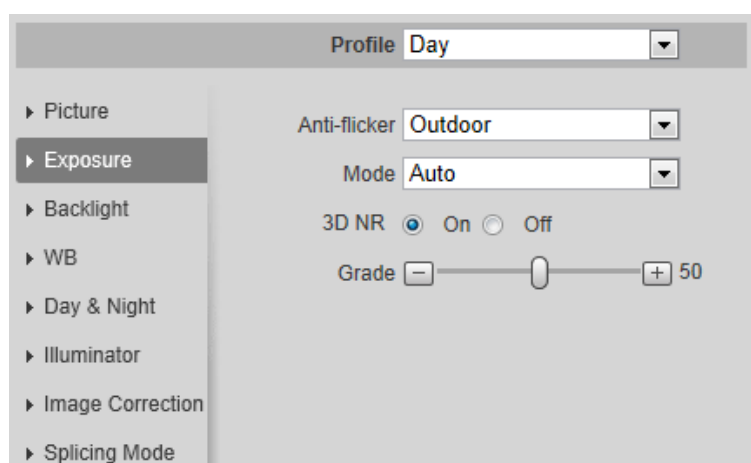 Profile Day
Picture
Anti-flicker Outdoor
Exposure
Mode Auto
Backlight
3D NR On Off
WB
Grade 50
Day & Night
Illuminator
Image Correction
Splicing Mode